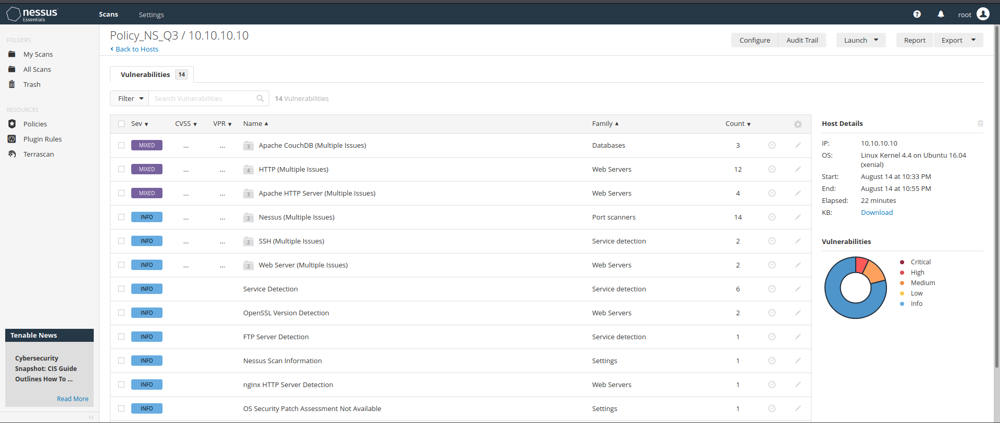 nessus
Essentials
Scans
Settings
root
FOLDERS
My Scans
All Scans
Trash
RESOURCES
Policies
Plugin Rules
Terrascan
Tenable News
Cybersecurity
Snapshot: CIS Guide
Outlines How To ...
Read More
Policy_NS_Q3 / 10.10.10.10
Back to Hosts
Configure
Audit Trail
Launch
Report
Export
Vulnerabilities 14
Filter
Search Vulnerabilities
14 Vulnerabilities
Sev CVSS VPR Name Family Count
MIXED ... ... 3 Apache CouchDB (Multiple Issues) Databases 3
MIXED ... ... 4 HTTP (Multiple Issues) Web Servers 12
MIXED ... ... 3 Apache HTTP Server (Multiple Issues) Web Servers 4
INFO ... ... 2 Nessus (Multiple Issues) Port scanners 14
INFO ... ... 2 SSH (Multiple Issues) Service detection 2
INFO ... ... 2 Web Server (Multiple Issues) Web Servers 2
INFO Service Detection Service detection 6
INFO OpenSSL Version Detection Web Servers 2
INFO FTP Server Detection Service detection 1
INFO Nessus Scan Information Settings 1
INFO nginx HTTP Server Detection Web Servers 1
INFO OS Security Patch Assessment Not Available Settings 1
Host Details
IP: 10.10.10.10
OS: Linux Kernel 4.4 on Ubuntu 16.04
(xenial)
Start: August 14 at 10:33 PM
End: August 14 at 10:55 PM
Elapsed: 22 minutes
KB: Download
Vulnerabilities
Critical
High
Medium
Low
Info